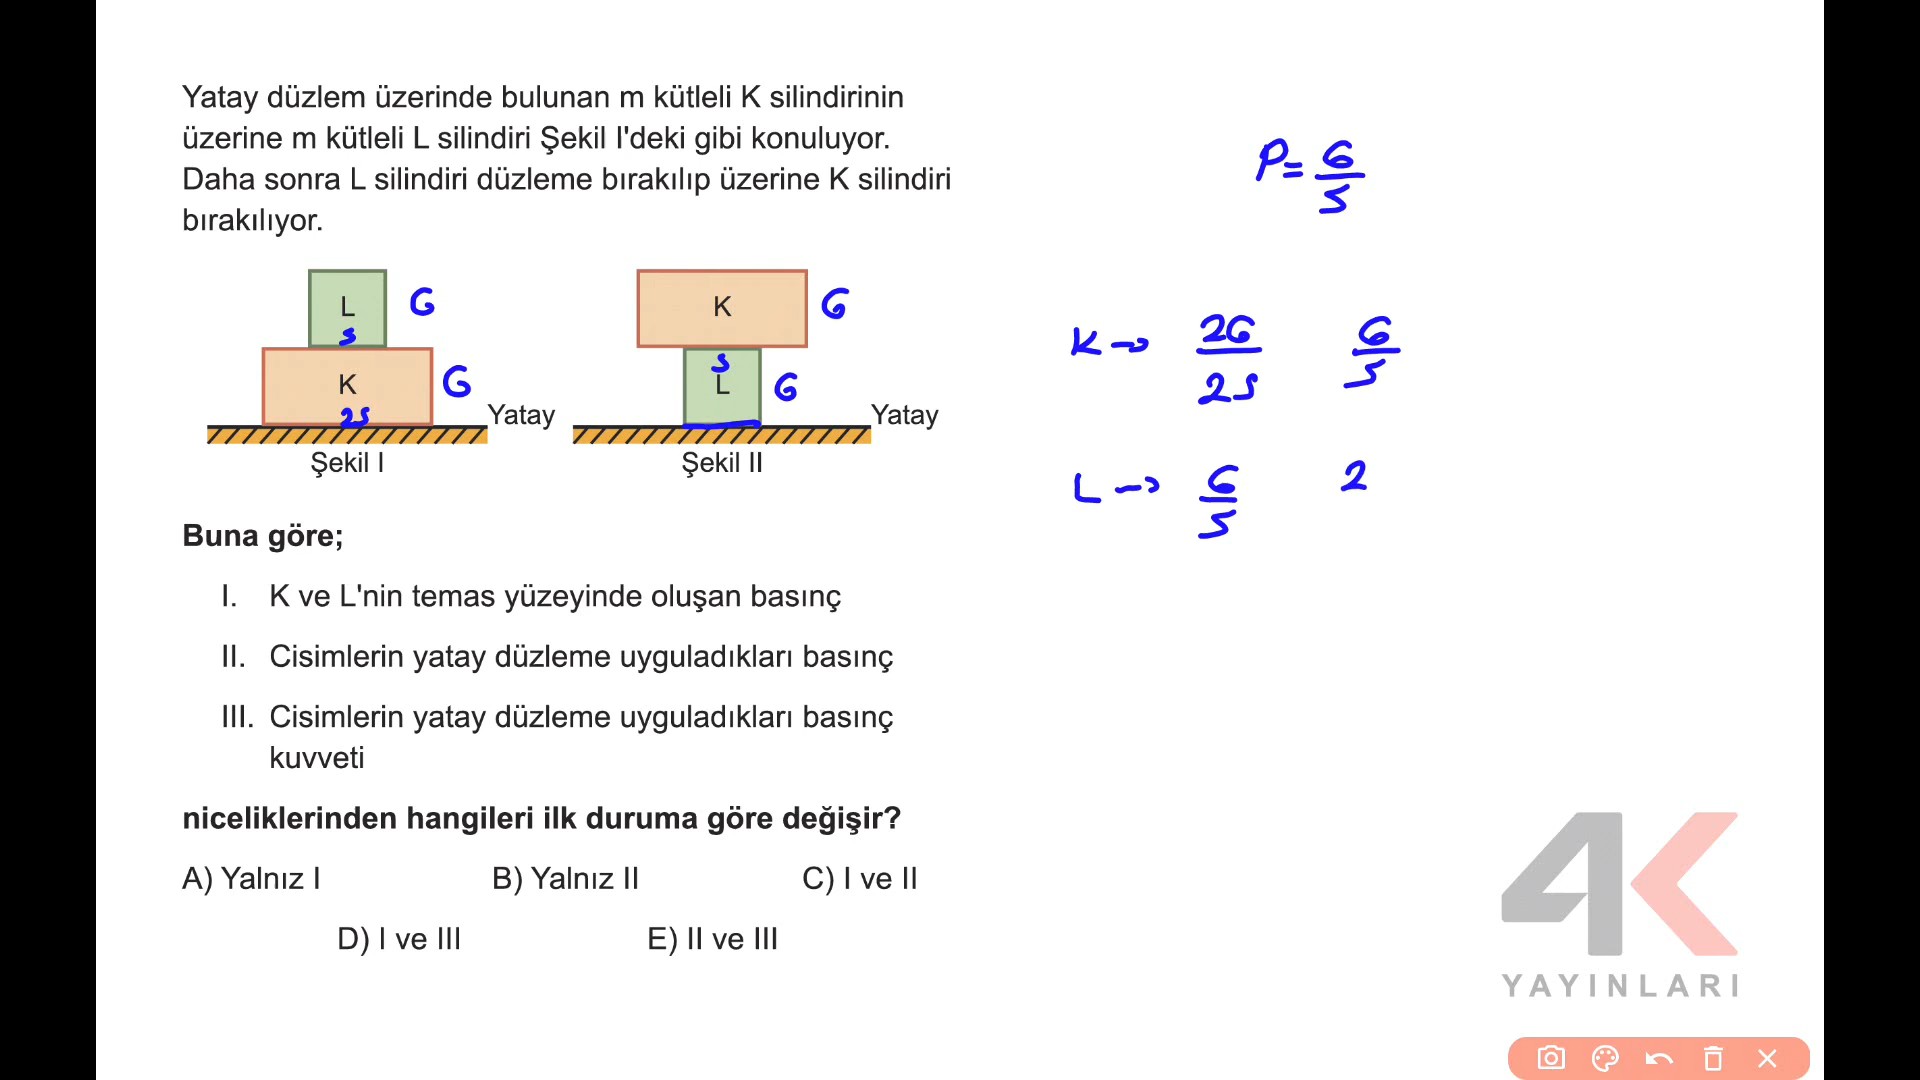 Yatay düzlem üzerinde bulunan m kütleli K silindirinin
üzerine m kütleli L silindiri Şekil I'deki gibi konuluyor.
Daha sonra L silindiri düzleme bırakılıp üzerine K silindiri
bırakılıyor.
L
S
G
K
2S
G
Yatay
Şekil I
K
G
S
L
G
Yatay
Şekil II
P = G/S
K → 2G/2S G/S
L → G/S 2
Buna göre;
I. K ve L'nin temas yüzeyinde oluşan basınç
II. Cisimlerin yatay düzleme uyguladıkları basınç
III. Cisimlerin yatay düzleme uyguladıkları basınç
kuvveti
niceliklerinden hangileri ilk duruma göre değişir?
A) Yalnız I B) Yalnız II C) I ve II
D) I ve III E) II ve III
4K
YAYINLARI